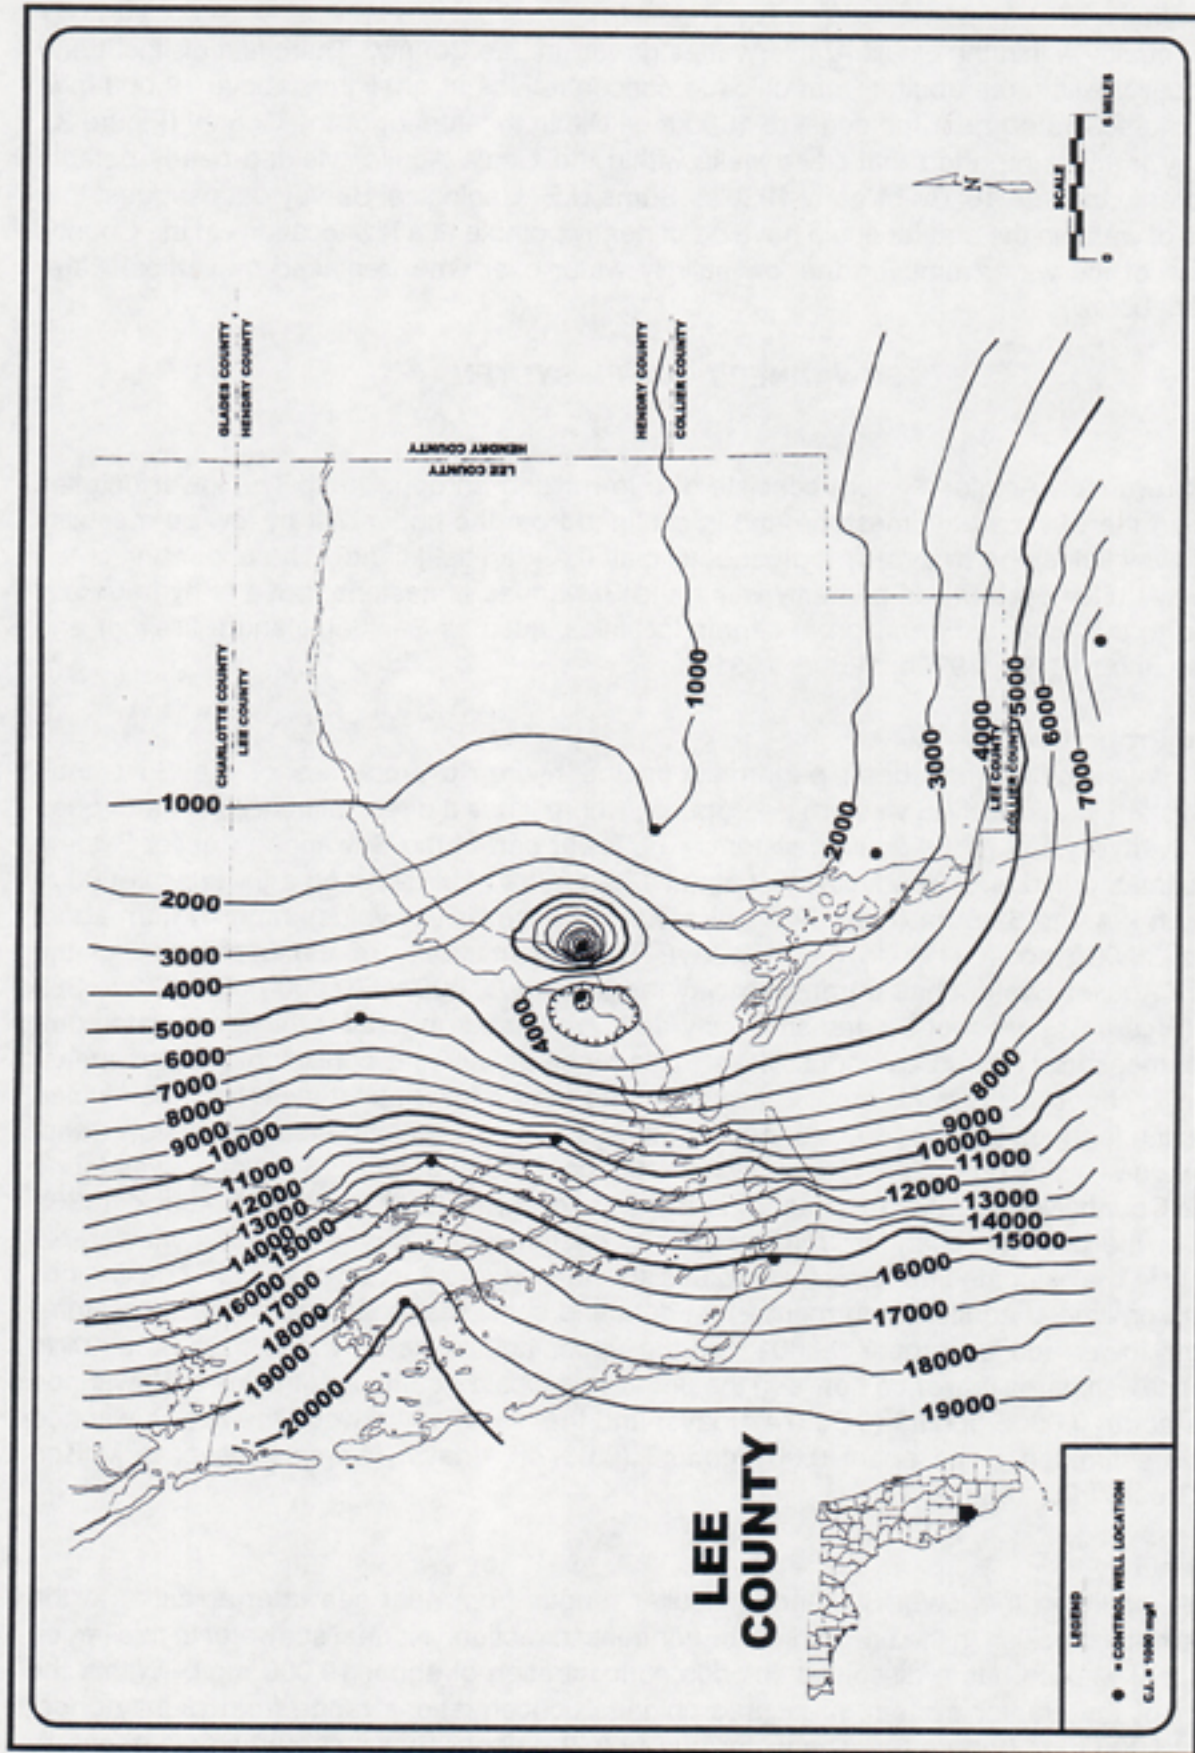 GLADES COUNTY
HENDRY COUNTY
HENDRY COUNTY
COLLIER COUNTY
LEE COUNTY
HENDRY COUNTY
CHARLOTTE COUNTY
LEE COUNTY
LEE COUNTY
COLLIER COUNTY
N
SCALE
0
6 MILES
1000
2000
3000
4000
5000
6000
7000
8000
9000
10000
11000
12000
13000
14000
15000
16000
17000
18000
19000
20000
4000
1000
2000
3000
4000
5000
6000
7000
8000
9000
10000
11000
12000
13000
14000
15000
16000
17000
18000
19000
LEE
COUNTY
LEGEND
● = CONTROL WELL LOCATION
C.I. = 1000 mg/l